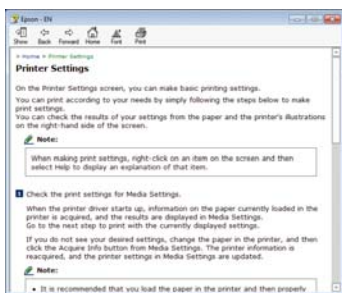 Epson - EN
Show Back Forward Home Font Print
> Home > Printer Settings
Printer Settings
On the Printer Settings screen, you can make basic printing settings.
You can print according to your needs by simply following the steps below to make
print settings.
You can check the results of your settings from the paper and the printer's illustrations
on the right-hand side of the screen.
Note:
When making print settings, right-click on an item on the screen and then
select Help to display an explanation of that item.
1 Check the print settings for Media Settings.
When the printer driver starts up, information on the paper currently loaded in the
printer is acquired, and the results are displayed in Media Settings.
Go to the next step to print with the currently displayed settings.
If you do not see your desired settings, change the paper in the printer, and then
click the Acquire Info button from Media Settings. The printer information is
reacquired, and the printer settings in Media Settings are updated.
Note:
• It is recommended that you load the paper in the printer and then properly